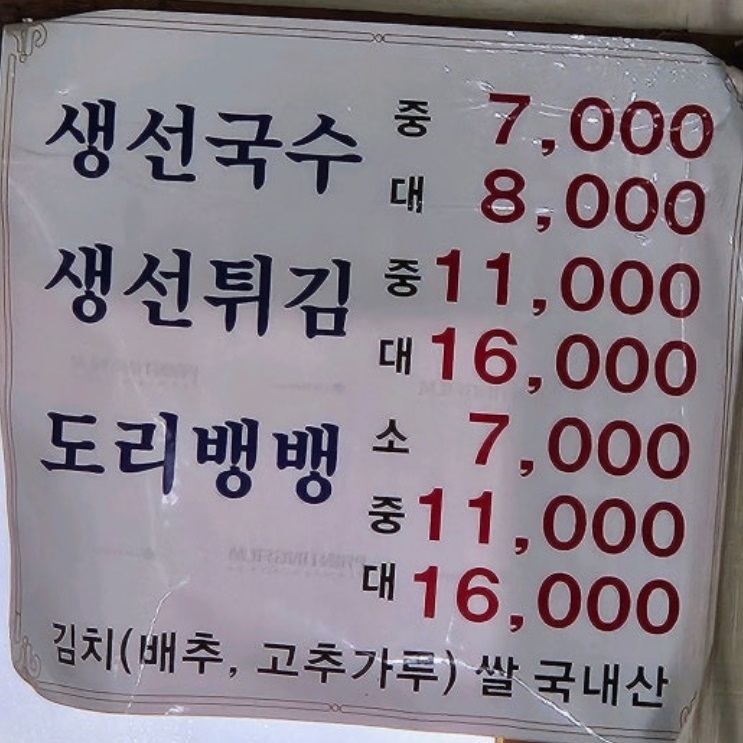 생선국수 중 7,000
대 8,000
생선튀김 중 11,000
대 16,000
도리뱅뱅 소 7,000
중 11,000
대 16,000
김치(배추, 고추가루) 쌀 국내산